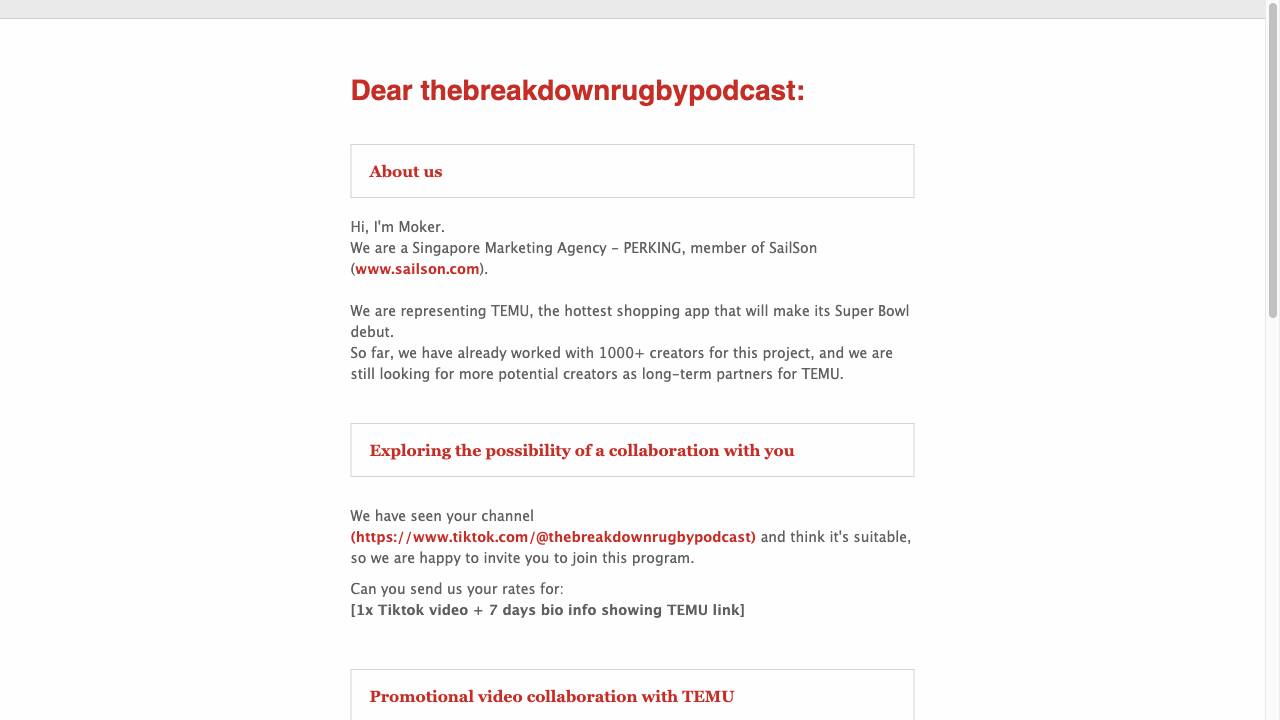 Dear thebreakdownrugbypodcast:
About us
Hi, I'm Moker.
We are a Singapore Marketing Agency - PERKING, member of SailSon
(www.sailson.com).
We are representing TEMU, the hottest shopping app that will make its Super Bowl
debut.
So far, we have already worked with 1000+ creators for this project, and we are
still looking for more potential creators as long-term partners for TEMU.
Exploring the possibility of a collaboration with you
We have seen your channel
(https://www.tiktok.com/@thebreakdownrugbypodcast) and think it's suitable,
so we are happy to invite you to join this program.
Can you send us your rates for:
[1x Tiktok video + 7 days bio info showing TEMU link]
Promotional video collaboration with TEMU